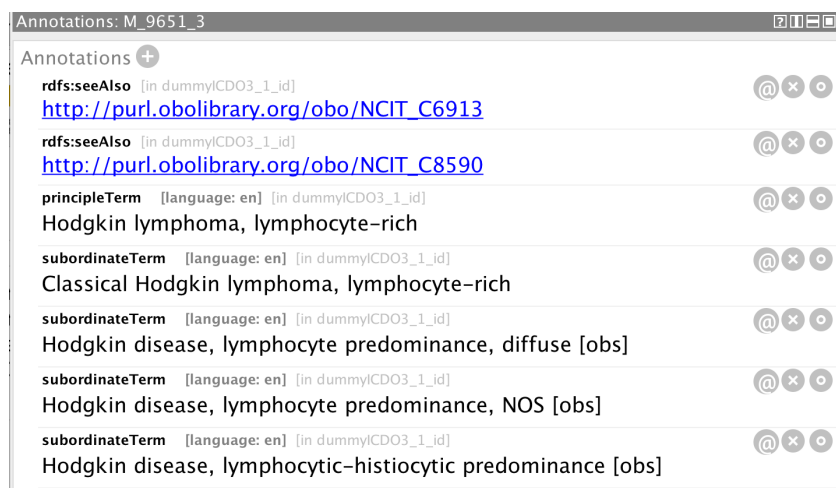 Annotations: M_9651_3
Annotations
rdfs:seeAlso [in dummyICDO3_1_id]
http://purl.obolibrary.org/obo/NCIT_C6913
rdfs:seeAlso [in dummyICDO3_1_id]
http://purl.obolibrary.org/obo/NCIT_C8590
principleTerm [language: en] [in dummyICDO3_1_id]
Hodgkin lymphoma, lymphocyte-rich
subordinateTerm [language: en] [in dummyICDO3_1_id]
Classical Hodgkin lymphoma, lymphocyte-rich
subordinateTerm [language: en] [in dummyICDO3_1_id]
Hodgkin disease, lymphocyte predominance, diffuse [obs]
subordinateTerm [language: en] [in dummyICDO3_1_id]
Hodgkin disease, lymphocyte predominance, NOS [obs]
subordinateTerm [language: en] [in dummyICDO3_1_id]
Hodgkin disease, lymphocytic-histiocytic predominance [obs]